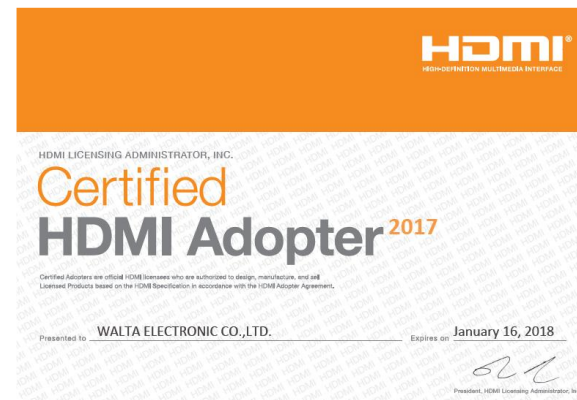 HDMI®
HIGH-DEFINITION MULTIMEDIA INTERFACE
HDMI LICENSING ADMINISTRATOR, INC.
Certified
HDMI Adopter 2017
Certified Adopters are official HDMI licensees who are authorized to design, manufacture, and sell
Licensed Products based on the HDMI Specification in accordance with the HDMI Adopter Agreement.
Presented to WALTA ELECTRONIC CO.,LTD. Expires on January 16, 2018
President, HDMI Licensing Administrator, In